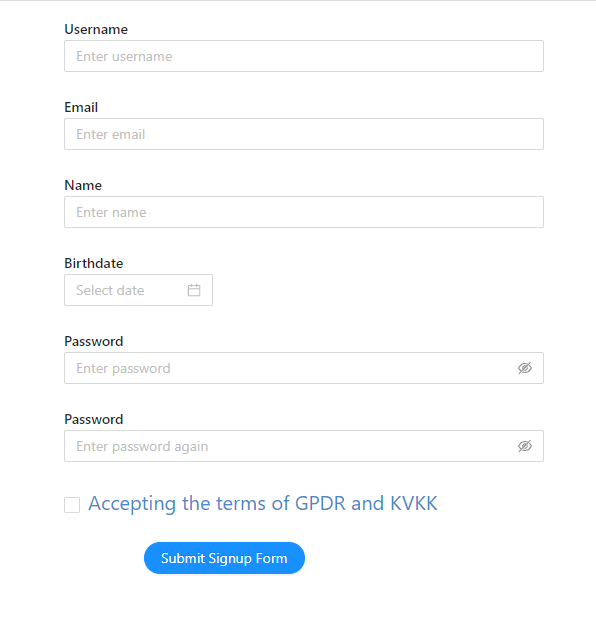 Username
Enter username
Email
Enter email
Name
Enter name
Birthdate
Select date
Password
Enter password
Password
Enter password again
Accepting the terms of GPDR and KVKK
Submit Signup Form